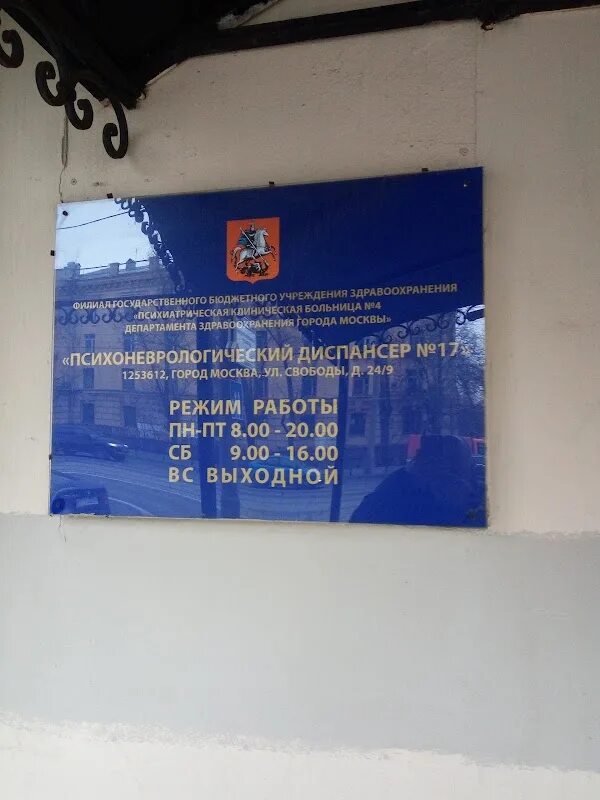 ФИЛИАЛ ГОСУДАРСТВЕННОГО БЮДЖЕТНОГО УЧРЕЖДЕНИЯ ЗДРАВООХРАНЕНИЯ
«ПСИХИАТРИЧЕСКАЯ КЛИНИЧЕСКАЯ БОЛЬНИЦА №4
ДЕПАРТАМЕНТА ЗДРАВООХРАНЕНИЯ ГОРОДА МОСКВЫ»
«ПСИХОНЕВРОЛОГИЧЕСКИЙ ДИСПАНСЕР №17»
1253612, ГОРОД МОСКВА, УЛ. СВОБОДЫ, Д. 24/9
РЕЖИМ РАБОТЫ
ПН-ПТ 8.00 - 20.00
СБ 9.00 - 16.00
ВС ВЫХОДНОЙ